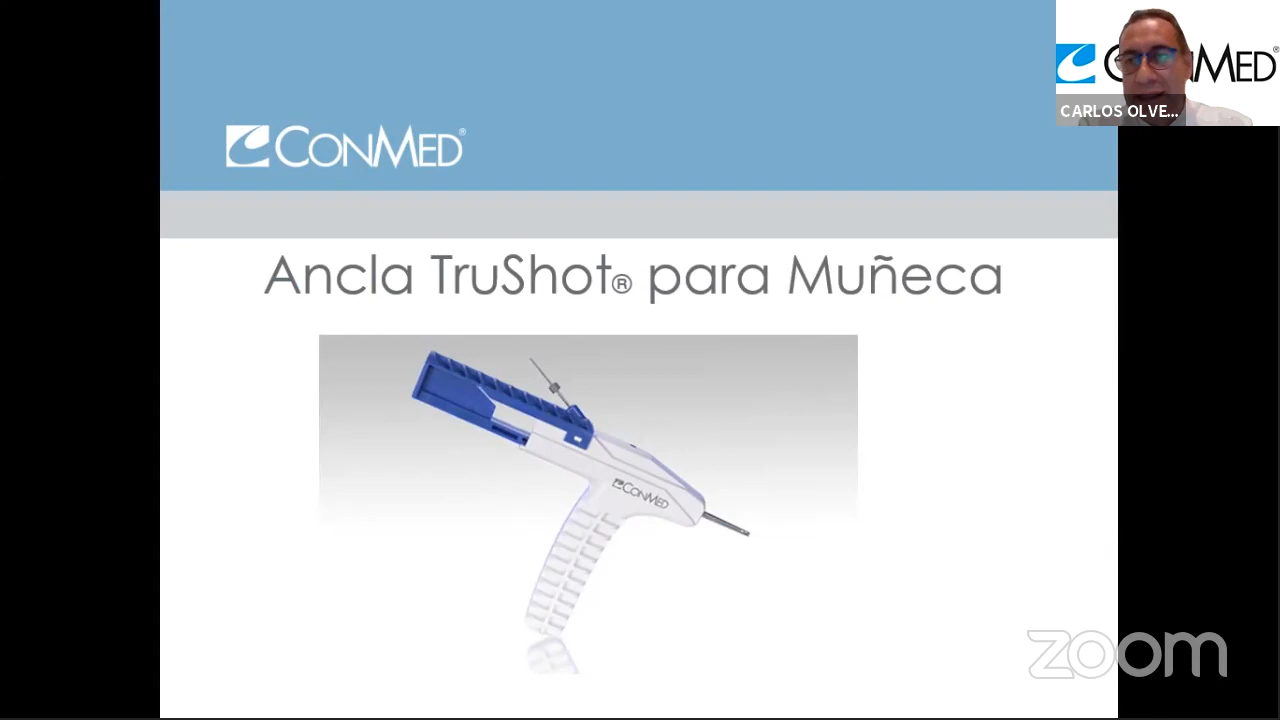 CONMED®
CONMED®
CARLOS OLVE...
Ancla TruShot® para Muñeca
CONMED
zoom